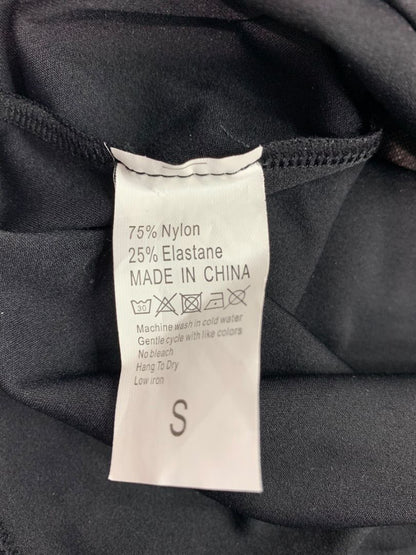 75% Nylon
25% Elastane
MADE IN CHINA
30
Machine wash in cold water
Gentle cycle with like colors
No bleach
Hang To Dry
Low iron
S